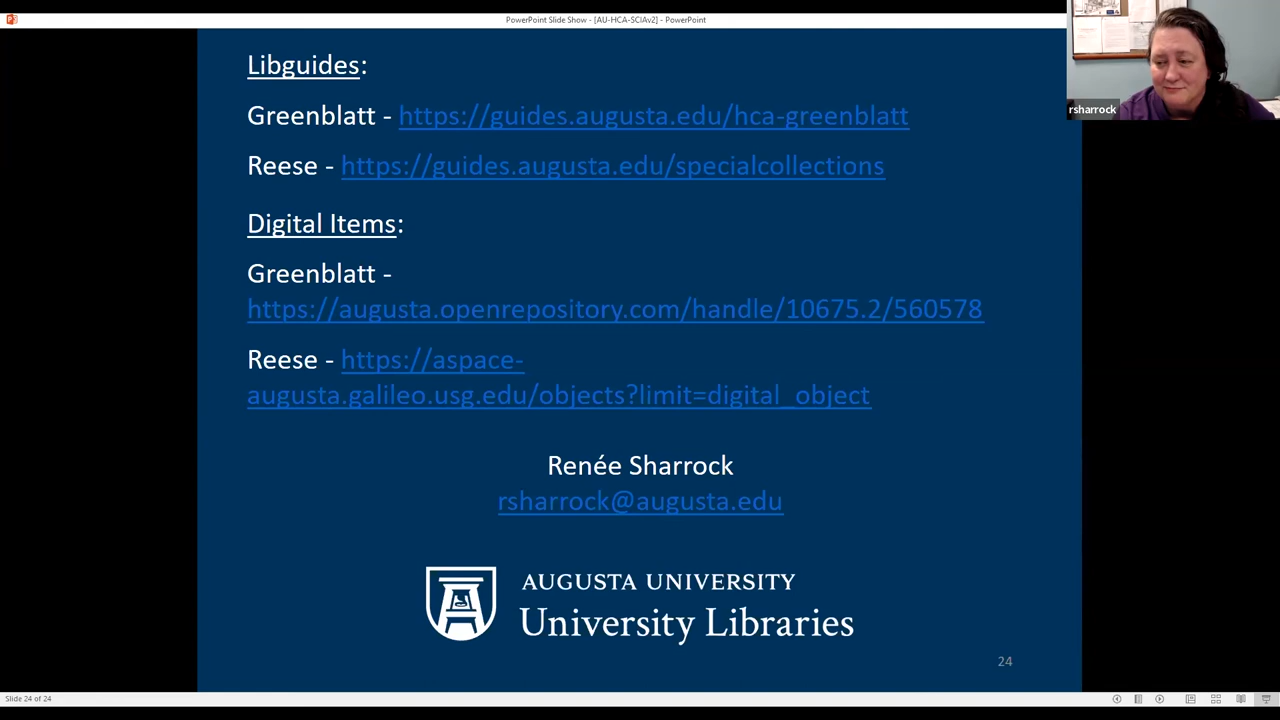 PowerPoint Slide Show - [AU-HCA-SCIAv2] - PowerPoint
rsharrock
Libguides:
Greenblatt - https://guides.augusta.edu/hca-greenblatt
Reese - https://guides.augusta.edu/specialcollections
Digital Items:
Greenblatt -
https://augusta.openrepository.com/handle/10675.2/560578
Reese - https://aspace-
augusta.galileo.usg.edu/objects?limit=digital_object
Renée Sharrock
rsharrock@augusta.edu
AUGUSTA UNIVERSITY
University Libraries
24
Slide 24 of 24